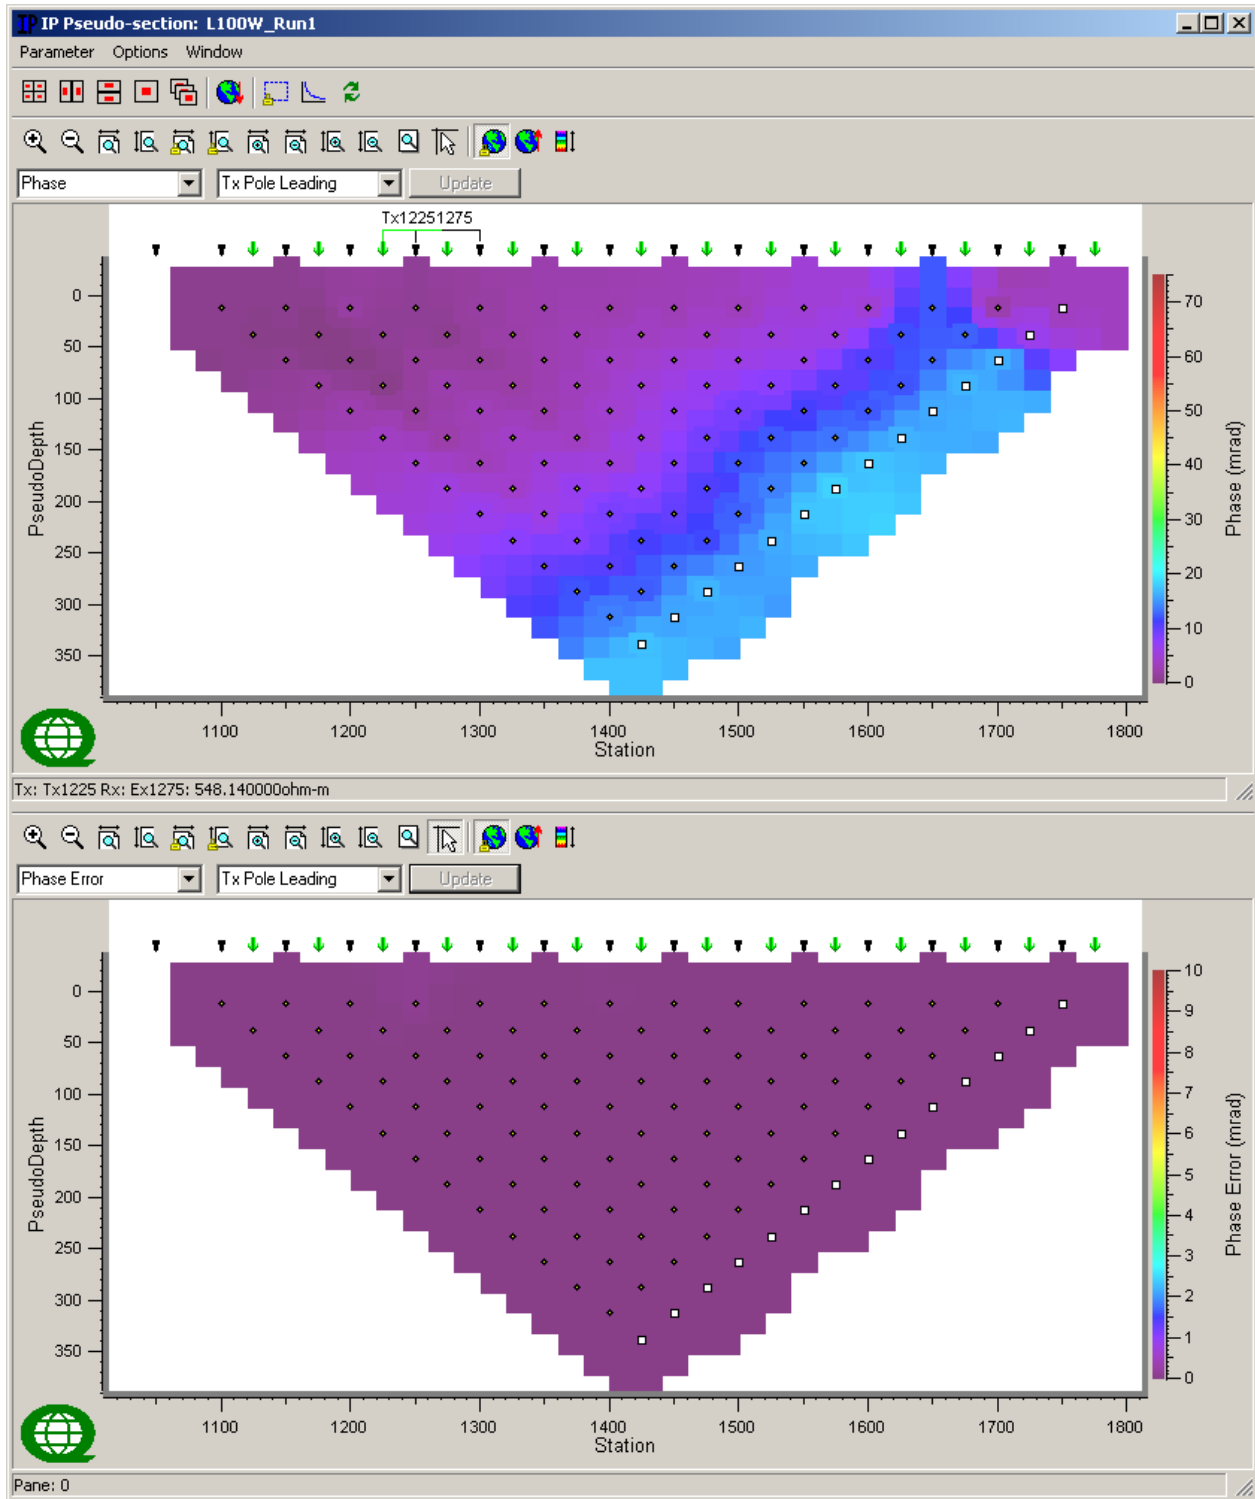 IP IP Pseudo-section: L100W_Run1
Parameter Options Window
Phase Tx Pole Leading Update
Tx12251275
0
50
100
150
200
250
300
350
PseudoDepth
70
60
50
40
30
20
10
0
Phase (mrad)
1100 1200 1300 1400 1500 1600 1700 1800
Station
Tx: Tx1225 Rx: Ex1275: 548.140000ohm-m
Phase Error Tx Pole Leading Update
0
50
100
150
200
250
300
350
PseudoDepth
10
9
8
7
6
5
4
3
2
1
0
Phase Error (mrad)
1100 1200 1300 1400 1500 1600 1700 1800
Station
Pane: 0